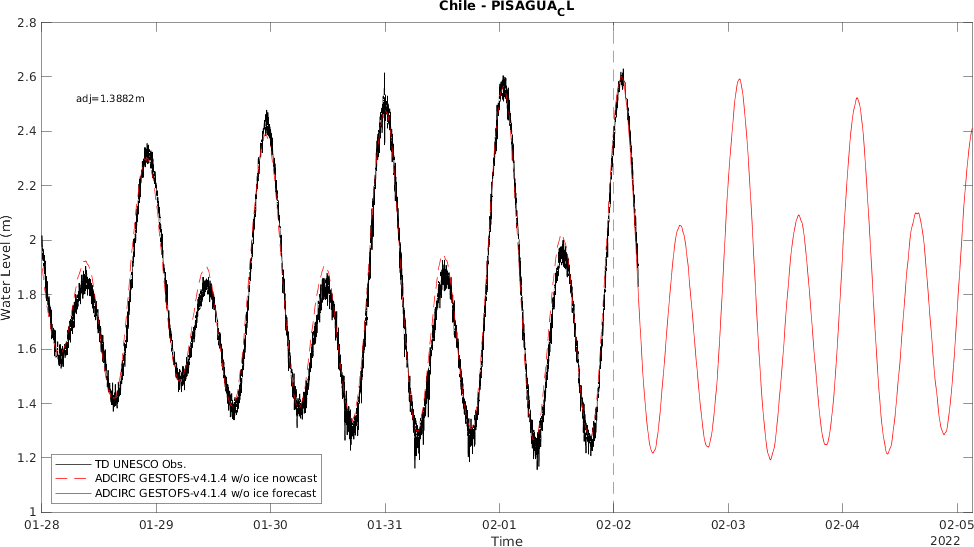 Chile - PISAGUA_CL
2.8
2.6
2.4
2.2
2
1.8
1.6
1.4
1.2
1
Water Level (m)
adj=1.3882m
TD UNESCO Obs.
ADCIRC GESTOFS-v4.1.4 w/o ice nowcast
ADCIRC GESTOFS-v4.1.4 w/o ice forecast
01-28 01-29 01-30 01-31 02-01 02-02 02-03 02-04 02-05
Time 2022